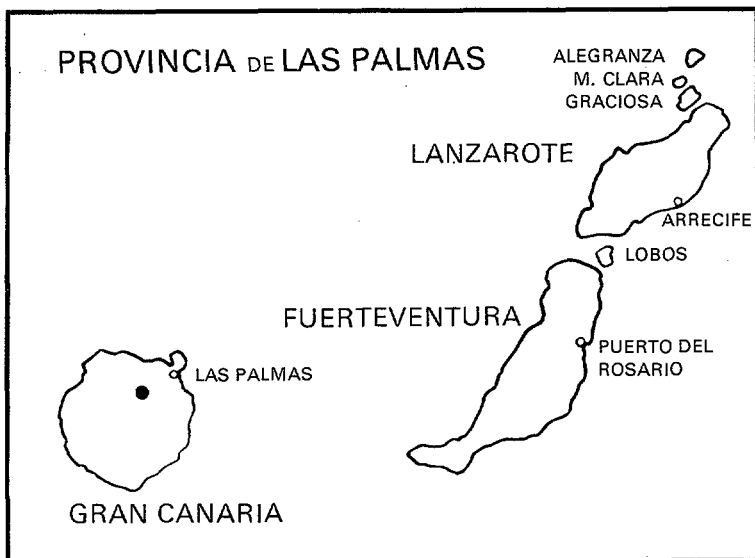 PROVINCIA DE LAS PALMAS
ALEGRANZA
M. CLARA
GRACIOSA
LANZAROTE
ARRECIFE
LOBOS
FUERTEVENTURA
PUERTO DEL
ROSARIO
LAS PALMAS
GRAN CANARIA